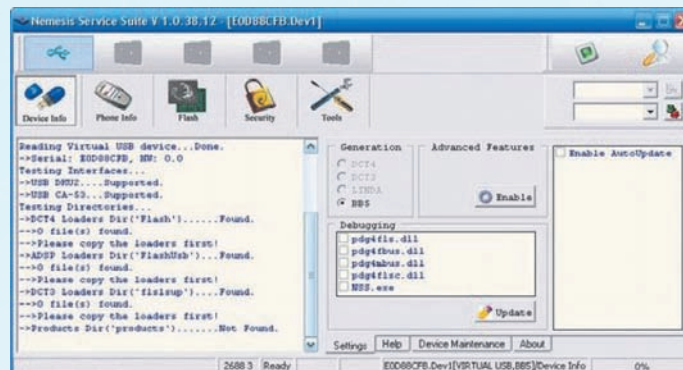 Nemesis Service Suite V 1.0.38.12 - [E0D88CFB.Dev1]
Device Info
Phone Info
Flash
Security
Tools
Reading Virtual USB device...Done.
->Serial: E0D88CFB, HW: 0.0
Testing Interfaces...
->USB DKU2....Supported.
->USB CA-53...Supported.
Testing Directories...
->DCT4 Loaders Dir('Flash')......Found.
-->0 file(s) found.
-->Please copy the loaders first!
->ADSP Loaders Dir('FlashUsb')...Found.
-->0 file(s) found.
-->Please copy the loaders first!
->DCT3 Loaders Dir('flslsup')....Found.
-->0 file(s) found.
-->Please copy the loaders first!
->Products Dir('products').......Not Found.
Generation
DCT4
DCT3
LYNDA
BB5
Advanced Features
Enable
Debugging
pdg4fls.dll
pdg4fbus.dll
pdg4mbus.dll
pdg4flsc.dll
NSS.exe
Update
Enable AutoUpdate
Settings
Help
Device Maintenance
About
2688 3
Ready
E0D88CFB.Dev1[VIRTUAL USB,BB5]/Device Info
0%